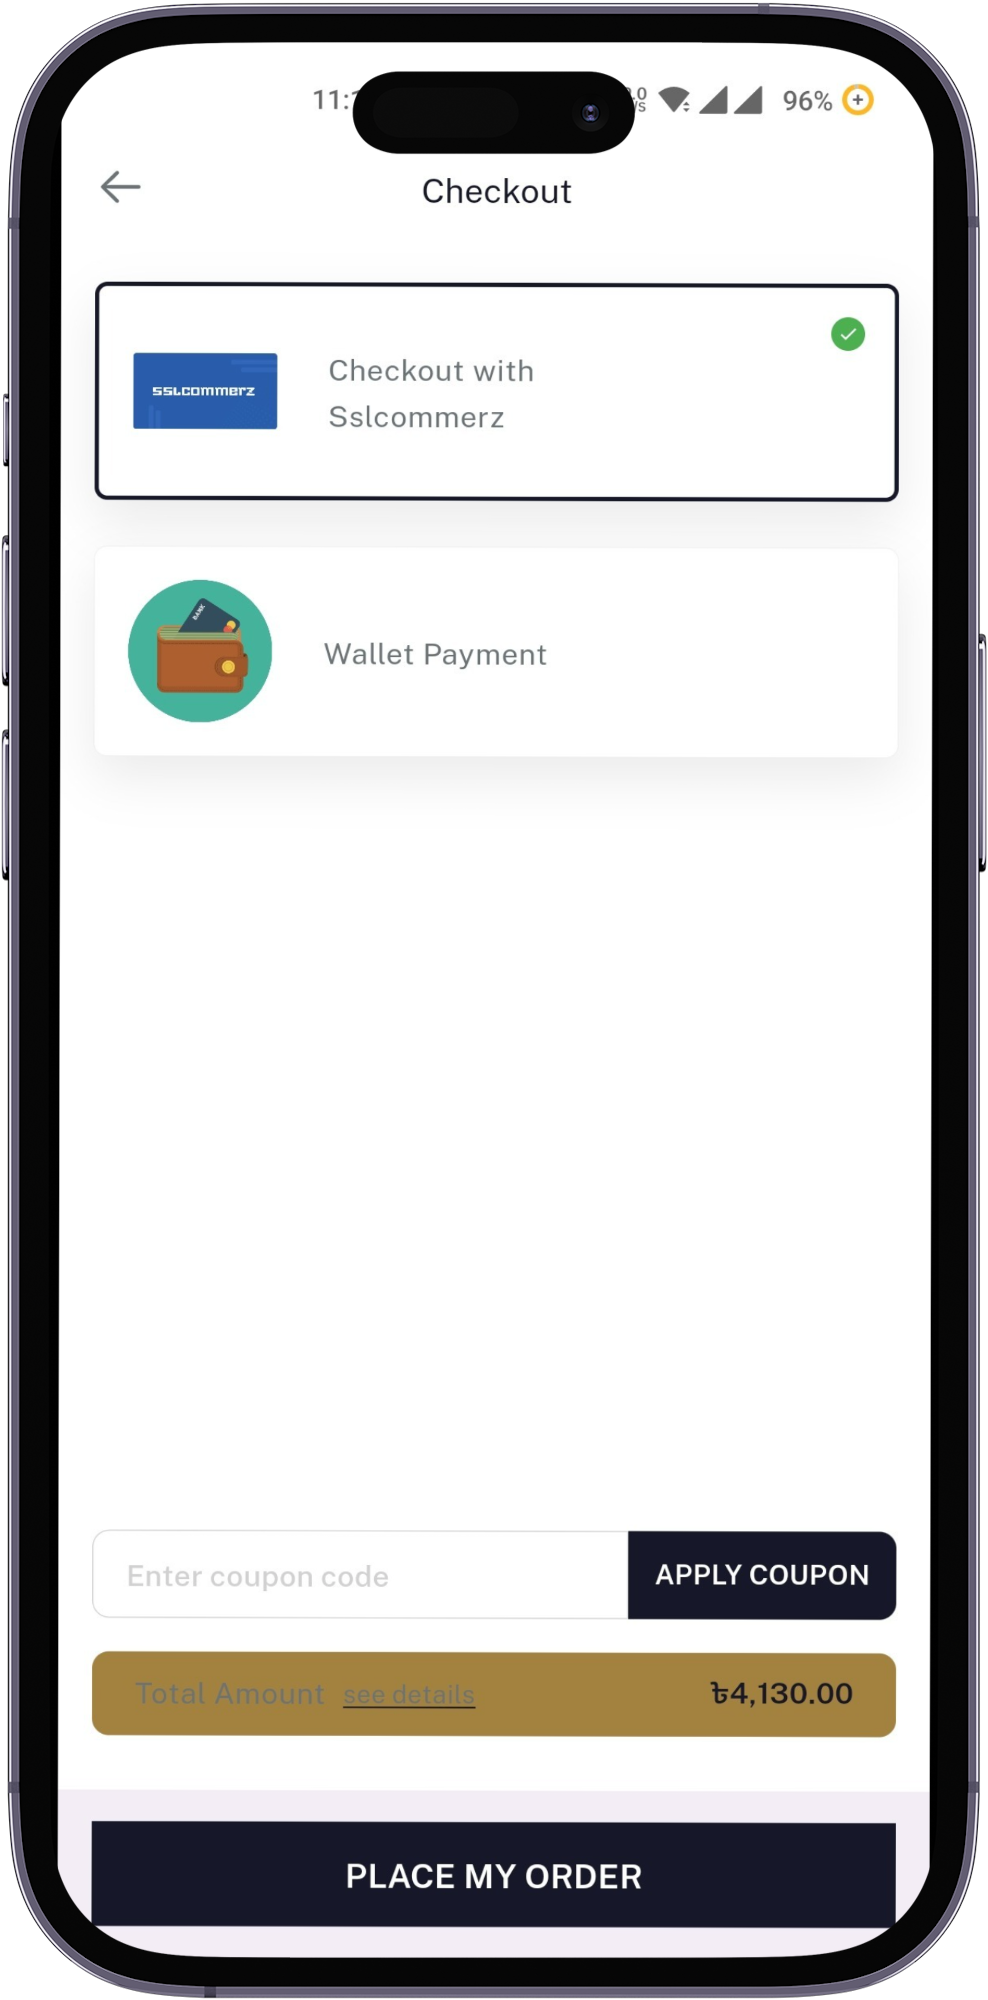 96%
Checkout
sslcommerz
Checkout with
Sslcommerz
BANK
Wallet Payment
Enter coupon code
APPLY COUPON
Total Amount see details ৳4,130.00
PLACE MY ORDER